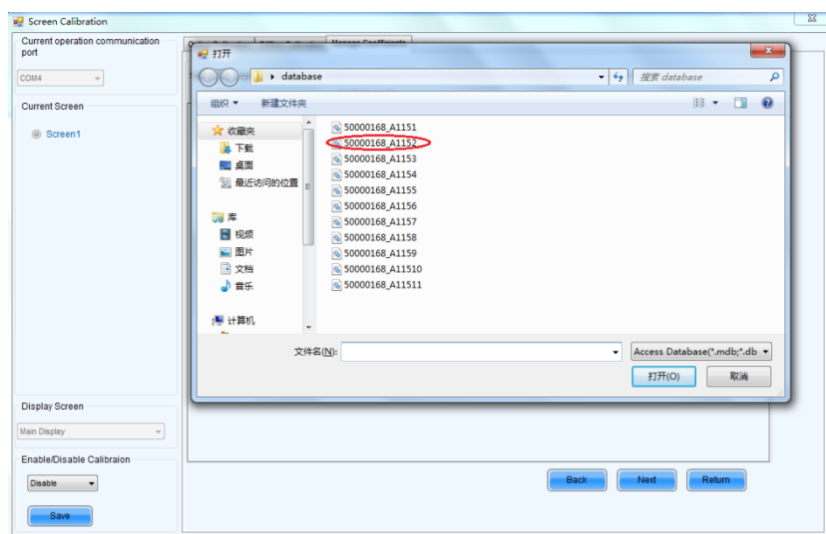 Screen Calibration
Current operation communication port
COM4
Current Screen
Screen1
Display Screen
Main Display
Enable/Disable Calibraion
Disable
Save
Manage Coefficients
打开
database
搜索 database
组织
新建文件夹
收藏夹
下载
桌面
最近访问的位置
库
视频
图片
文档
音乐
计算机
50000168_A1151
50000168_A1152
50000168_A1153
50000168_A1154
50000168_A1155
50000168_A1156
50000168_A1157
50000168_A1158
50000168_A1159
50000168_A11510
50000168_A11511
文件名(N):
Access Database(*.mdb;*.db
打开(O)
取消
Back
Next
Return